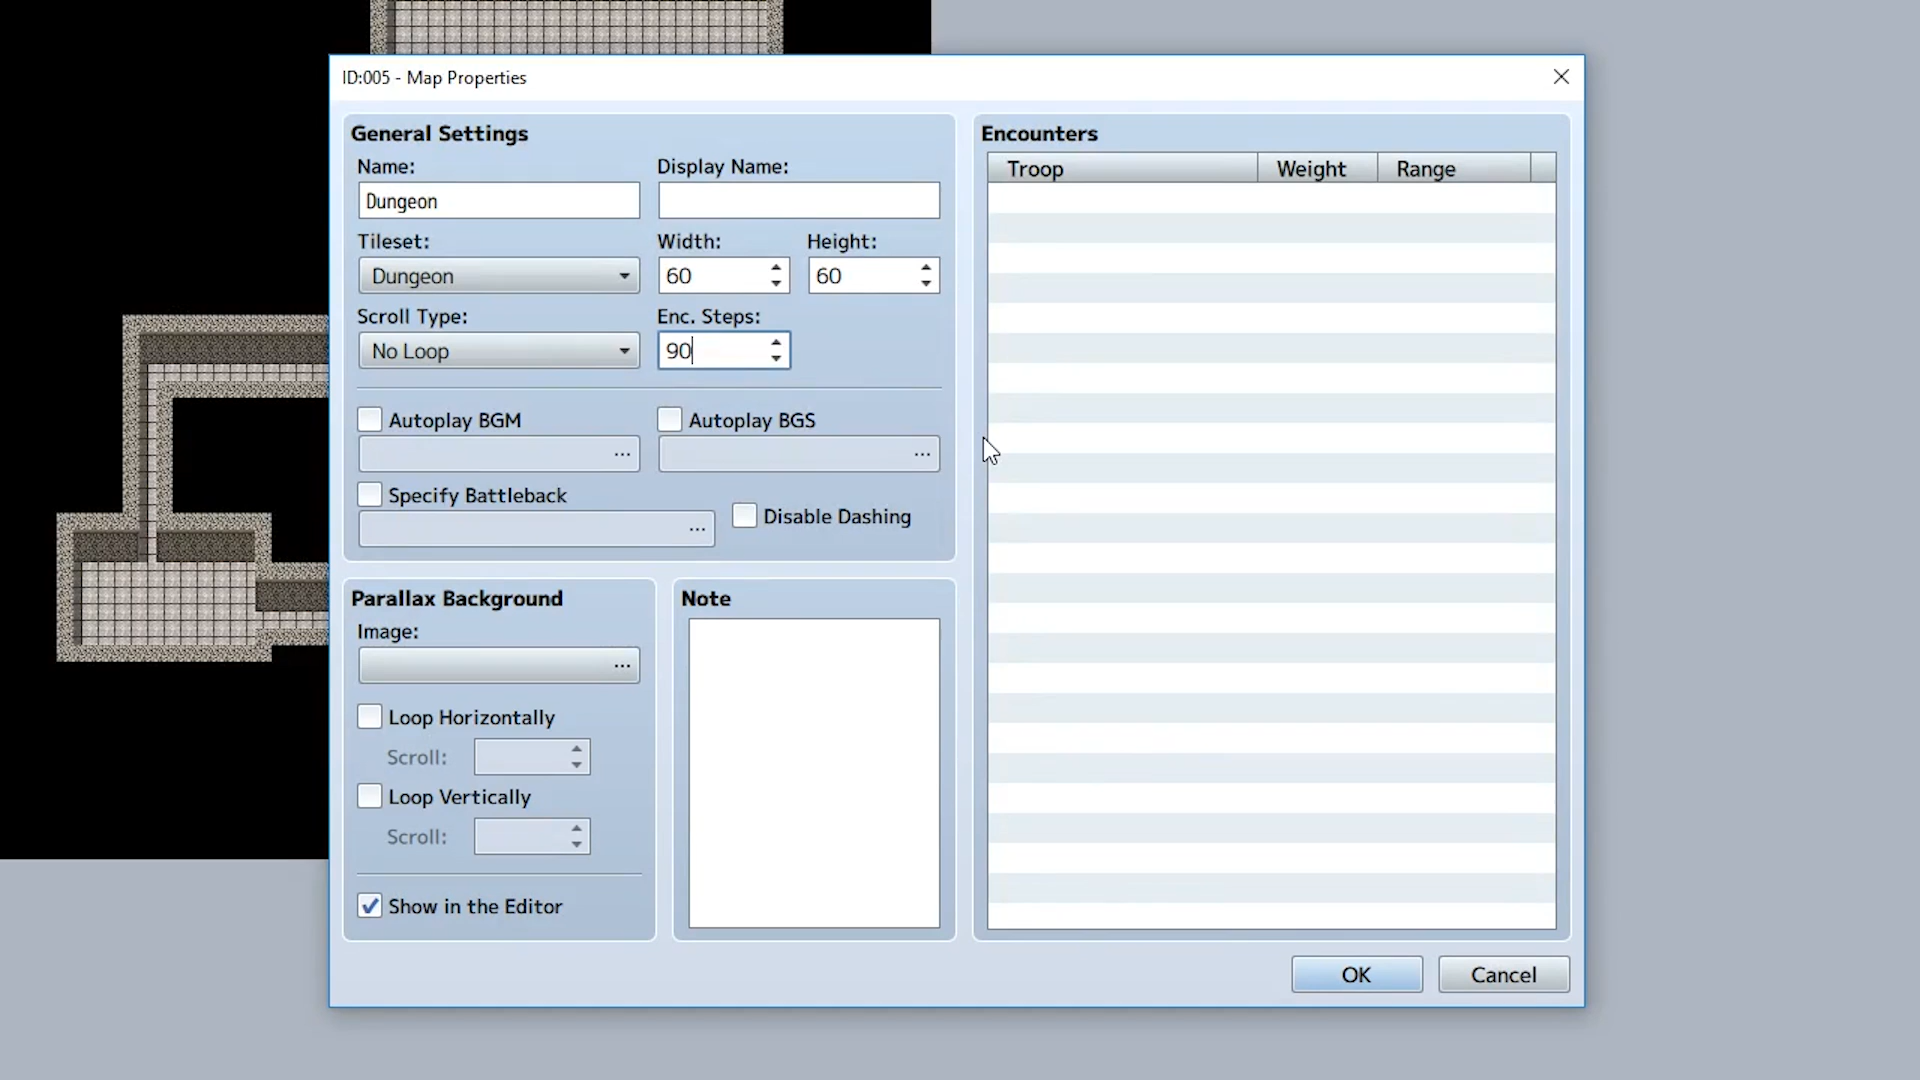 ID:005 - Map Properties
General Settings
Name:
Display Name:
Dungeon
Tileset:
Width:
Height:
Dungeon
60
60
Scroll Type:
Enc. Steps:
No Loop
90
Autoplay BGM
Autoplay BGS
...
...
Specify Battleback
...
Disable Dashing
Parallax Background
Image:
...
Loop Horizontally
Scroll:
Loop Vertically
Scroll:
Show in the Editor
Note
Encounters
Troop
Weight
Range
OK
Cancel